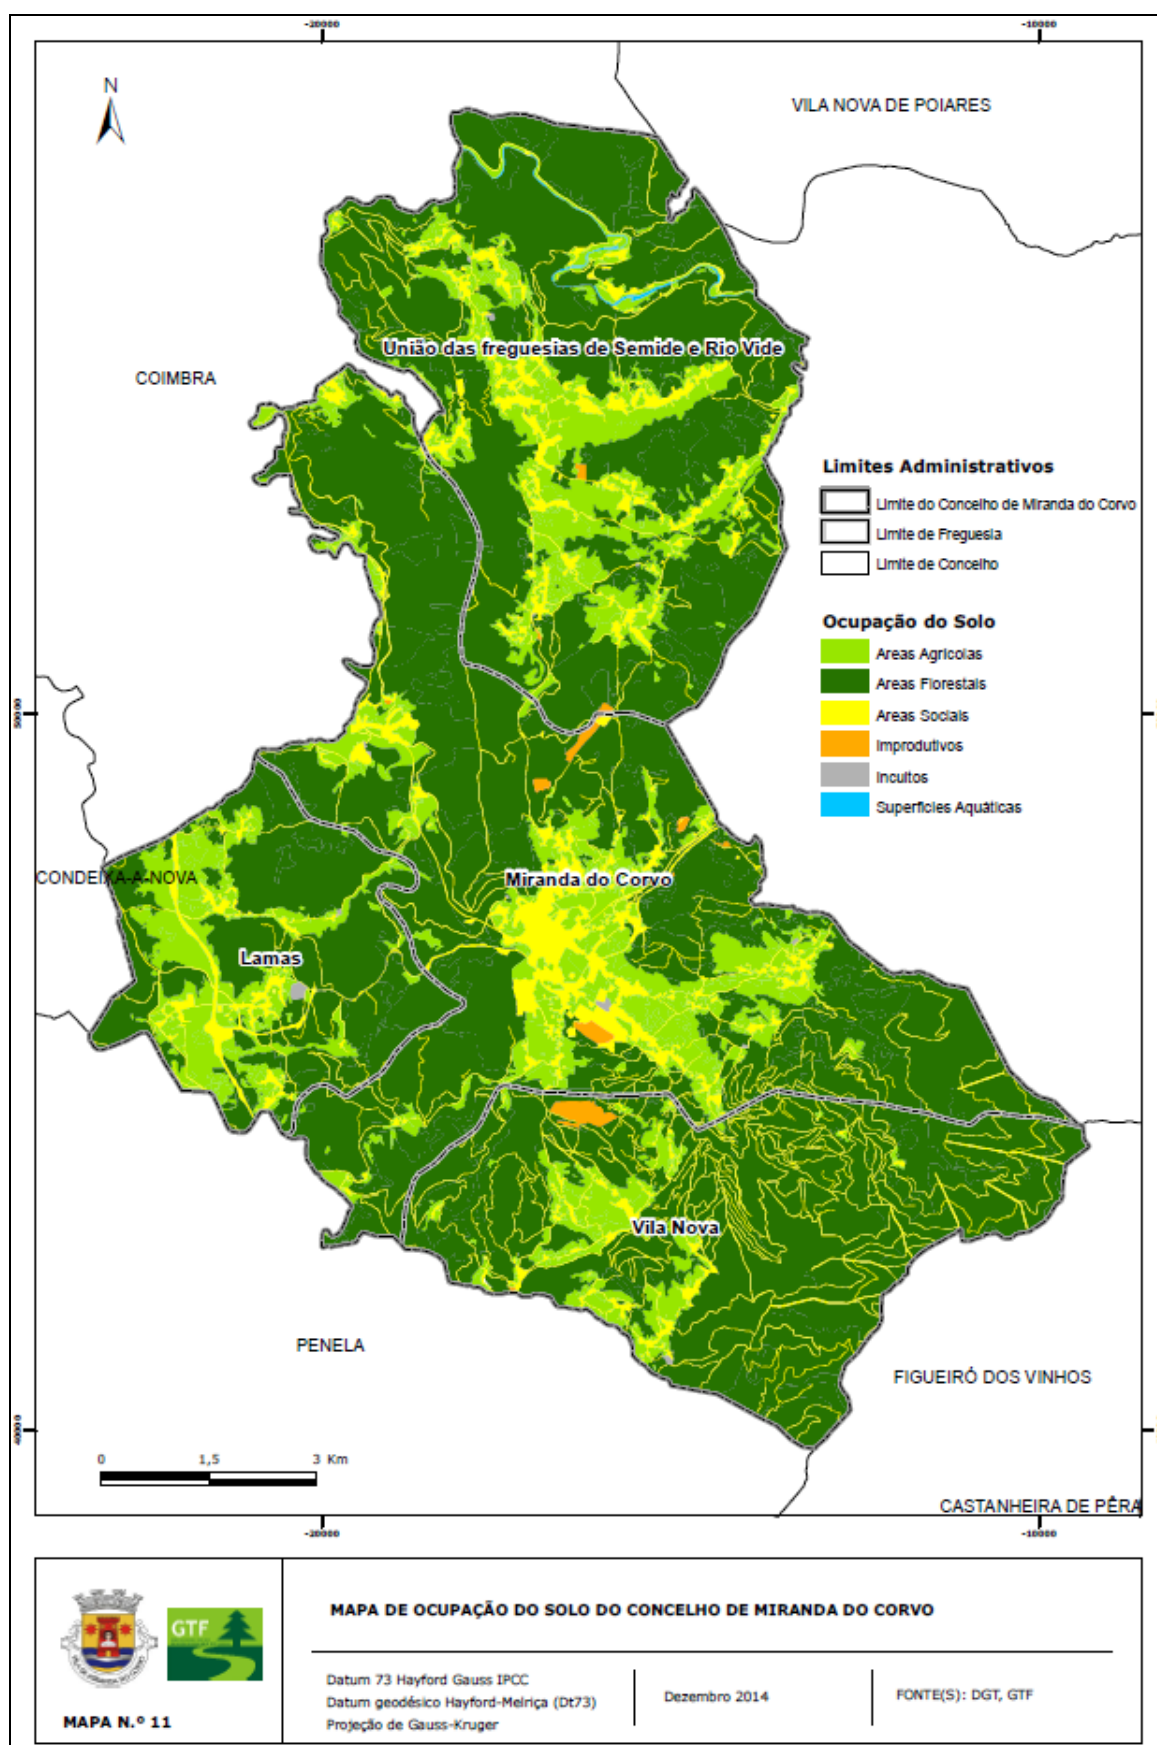 -20000
-10000
N
VILA NOVA DE POIARES
União das freguesias de Semide e Rio Vide
COIMBRA
Limites Administrativos
Limite do Concelho de Miranda do Corvo
Limite de Freguesia
Limite de Concelho
Ocupação do Solo
Areas Agrícolas
Areas Florestais
Areas Sociais
Improdutivos
Incultos
Superfícies Aquáticas
50000
Miranda do Corvo
CONDEIXA-A-NOVA
Lamas
Vila Nova
PENELA
FIGUEIRÓ DOS VINHOS
40000
0 1,5 3 Km
CASTANHEIRA DE PÊRA
-20000
-10000
GTF
MAPA N.º 11
MAPA DE OCUPAÇÃO DO SOLO DO CONCELHO DE MIRANDA DO CORVO
Datum 73 Hayford Gauss IPCC
Datum geodésico Hayford-Melriça (Dt73)
Projeção de Gauss-Kruger
Dezembro 2014
FONTE(S): DGT, GTF